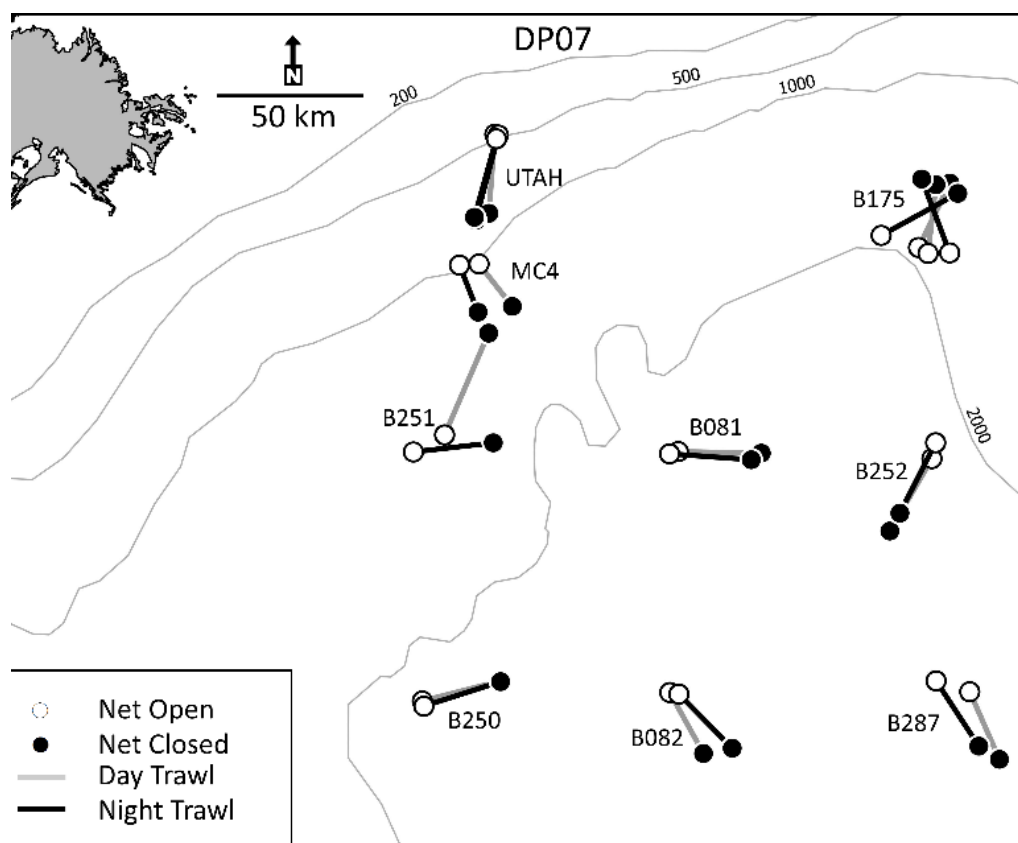 DP07
N
50 km
200
500
1000
UTAH
B175
MC4
B251
B081
2000
B252
B250
B082
B287
Net Open
Net Closed
Day Trawl
Night Trawl